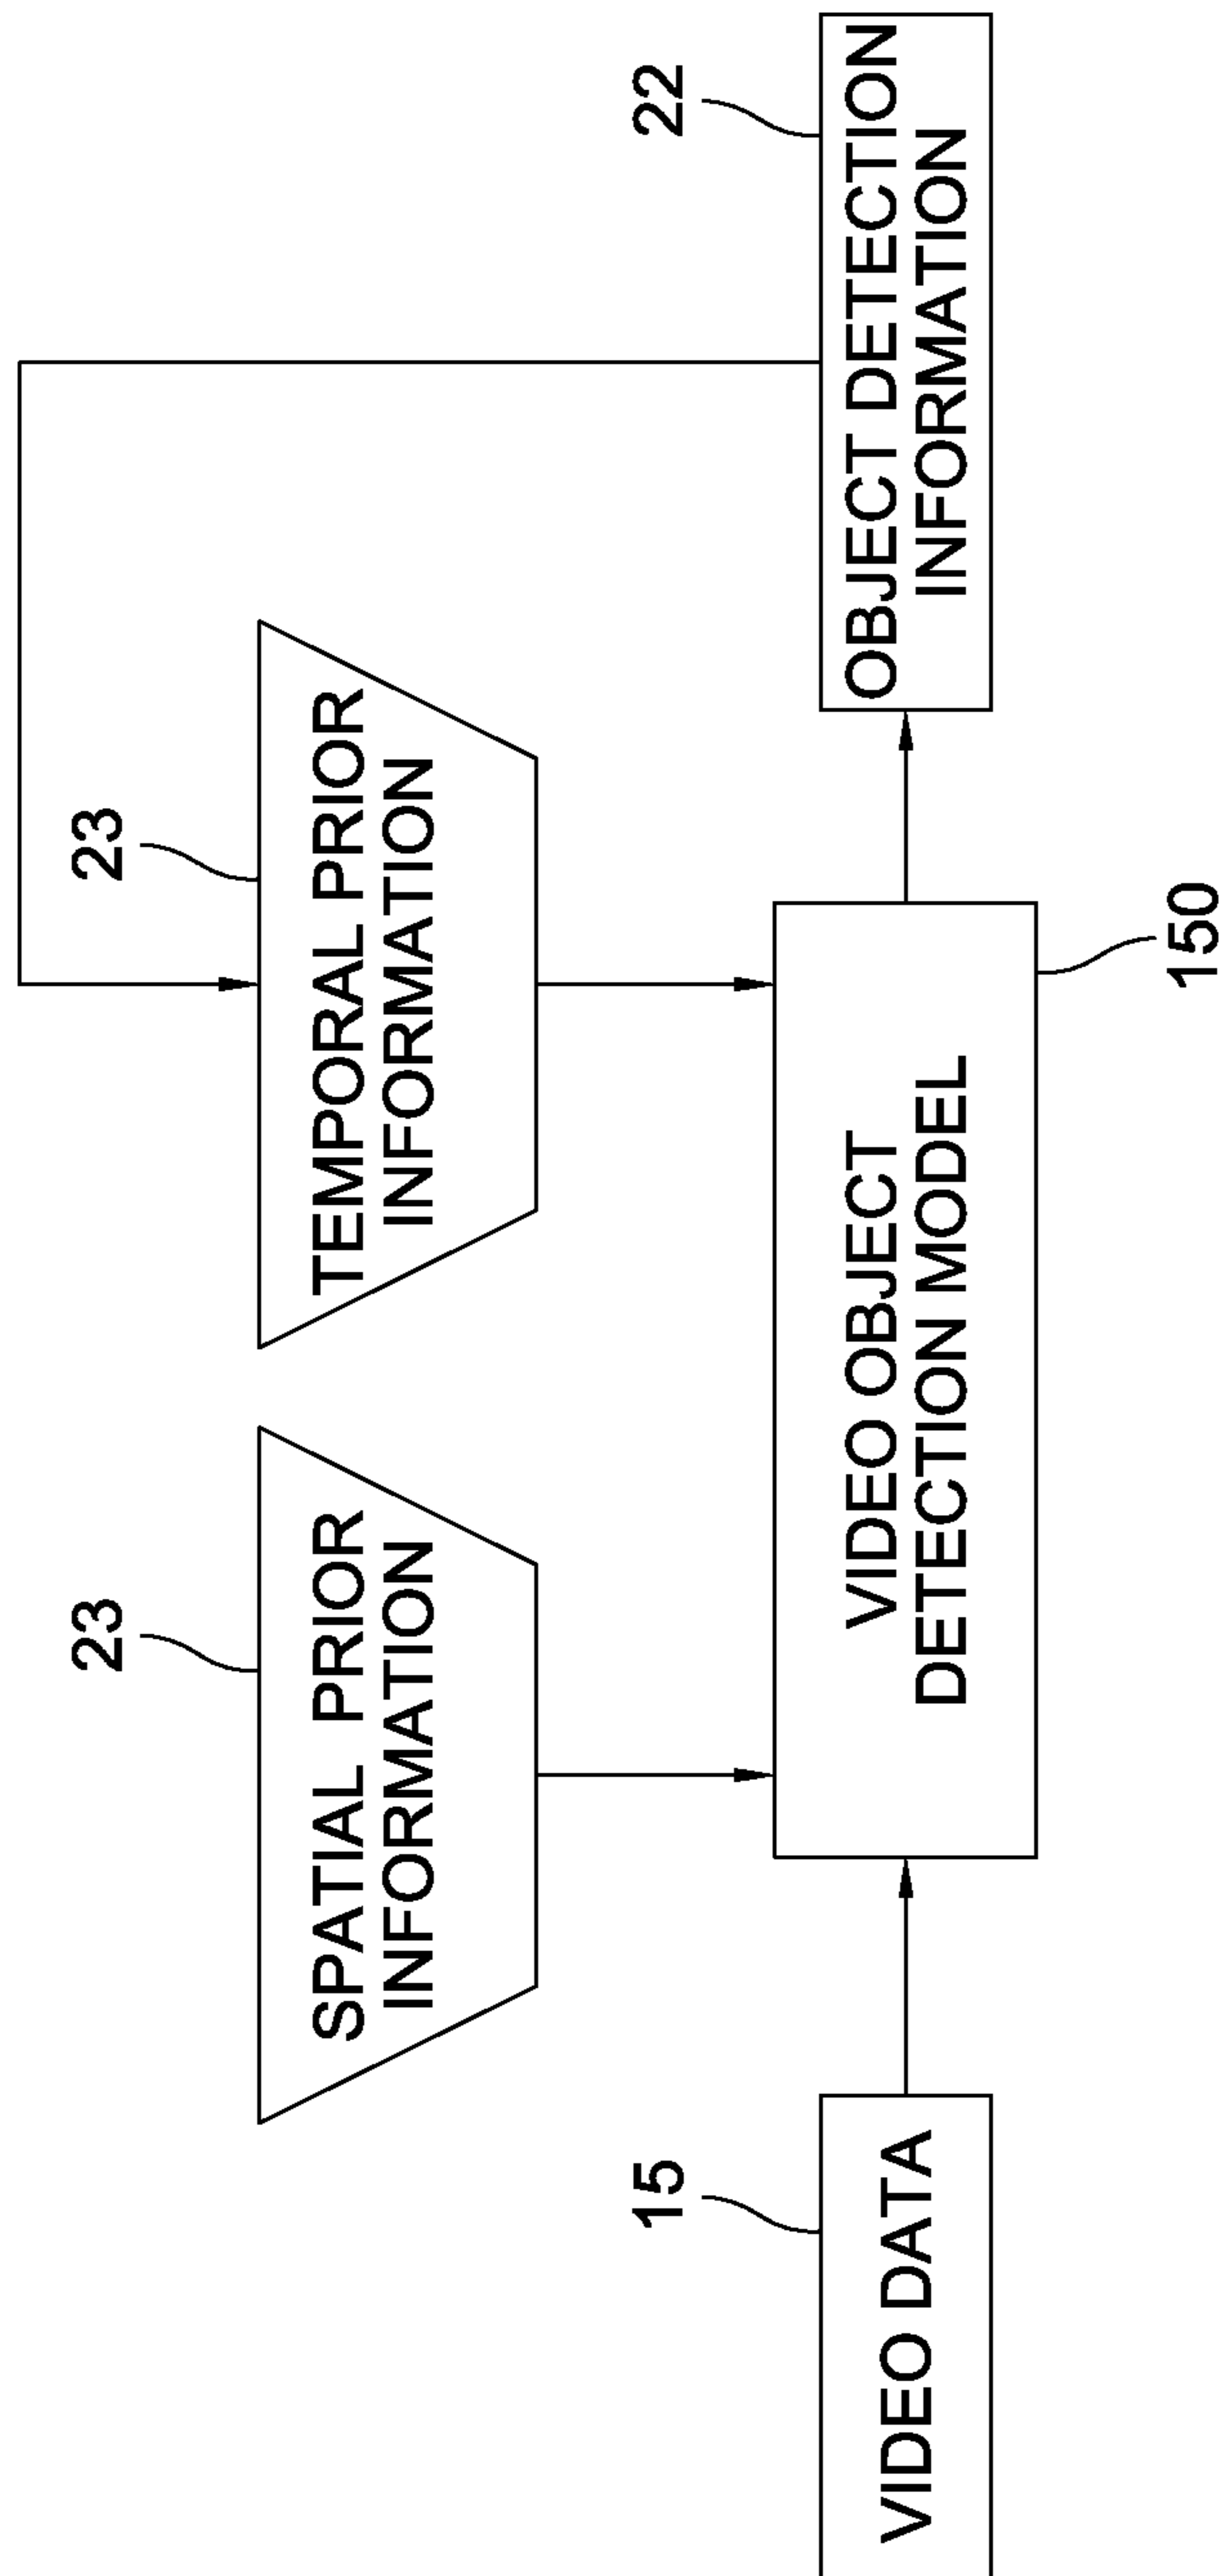 23
SPATIAL PRIOR
INFORMATION
23
TEMPORAL PRIOR
INFORMATION
15
VIDEO DATA
VIDEO OBJECT
DETECTION MODEL
150
22
OBJECT DETECTION
INFORMATION